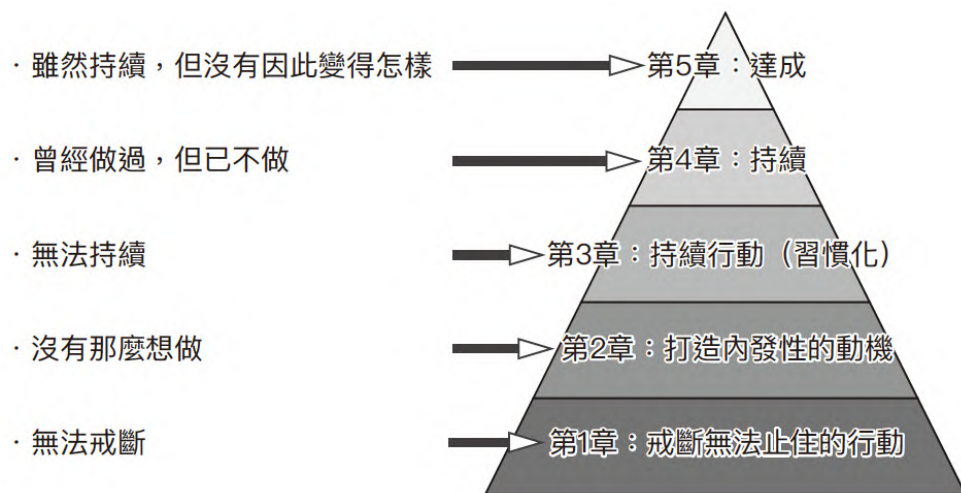 · 雖然持續，但沒有因此變得怎樣
第5章：達成
· 曾經做過，但已不做
第4章：持續
· 無法持續
第3章：持續行動（習慣化）
· 沒有那麼想做
第2章：打造內發性的動機
· 無法戒斷
第1章：戒斷無法止住的行動